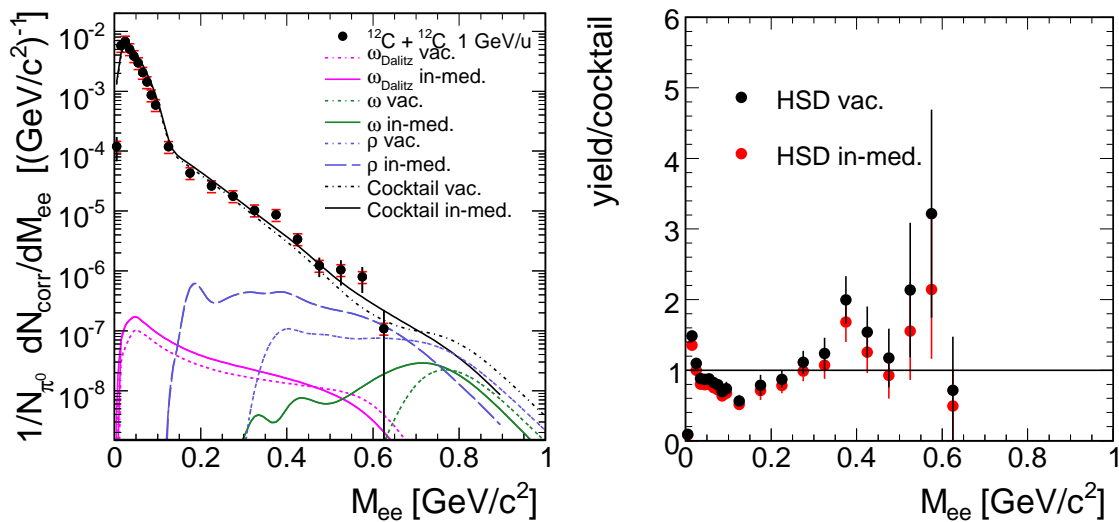 1/N_π⁰ dN_corr/dM_ee [(GeV/c²)⁻¹]
10⁻²
10⁻³
10⁻⁴
10⁻⁵
10⁻⁶
10⁻⁷
10⁻⁸
¹²C + ¹²C 1 GeV/u
ω_Dalitz vac.
ω_Dalitz in-med.
ω vac.
ω in-med.
ρ vac.
ρ in-med.
Cocktail vac.
Cocktail in-med.
0 0.2 0.4 0.6 0.8 1
M_ee [GeV/c²]
yield/cocktail
6
5
4
3
2
1
0
HSD vac.
HSD in-med.
0 0.2 0.4 0.6 0.8 1
M_ee [GeV/c²]